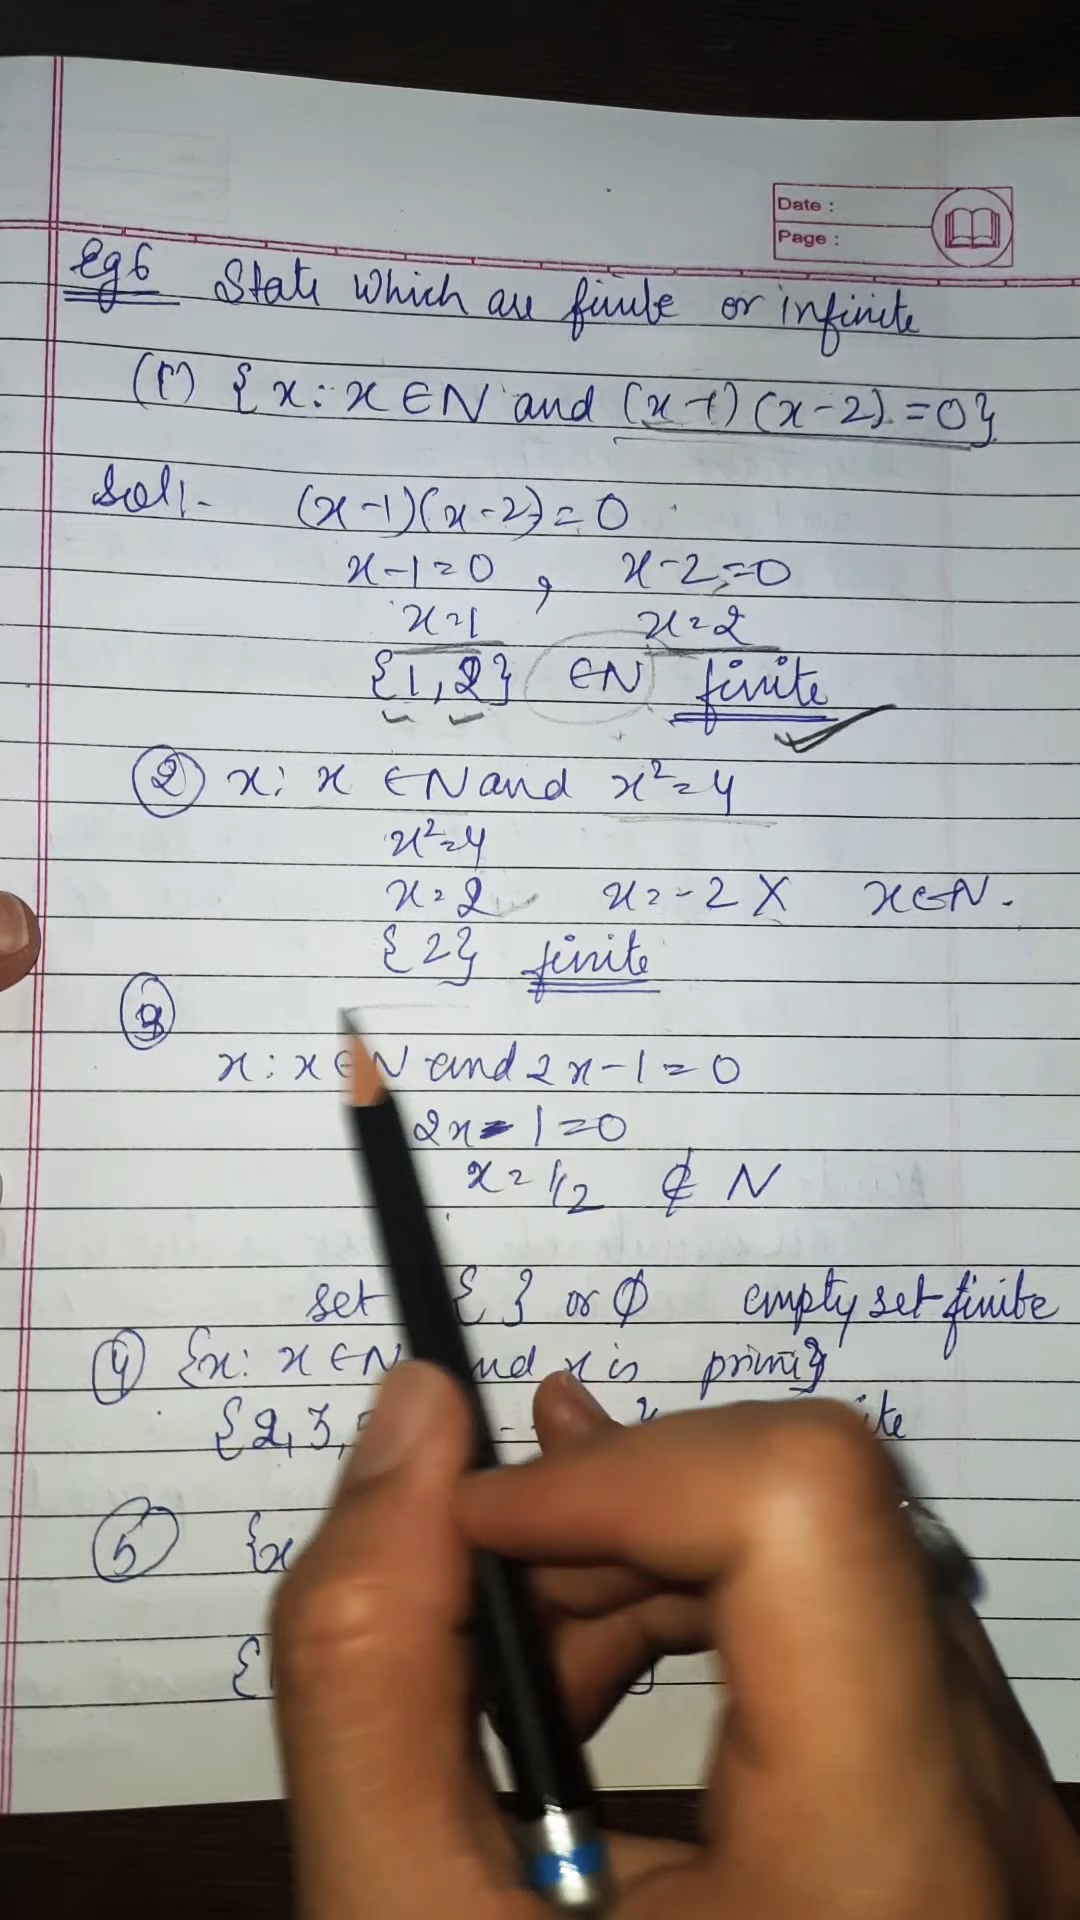 Date :
Page :
Eg 6 State which are finite or infinite
(1) {x : x ∈ N and (x-1)(x-2) = 0}
Sol:- (x-1)(x-2) = 0
x-1=0 , x-2=0
x=1 x=2
{1,2} ∈N finite
② x: x ∈ N and x²=4
x²=4
x=2 x=-2 X x∈N.
{2} finite
③
x : x ∈ N and 2x-1=0
2x-1=0
x=1/2 ∉ N
set { } or ϕ empty set finite
④ {x: x ∈ N and x is prime}
{2,3,
⑤ {x
{1